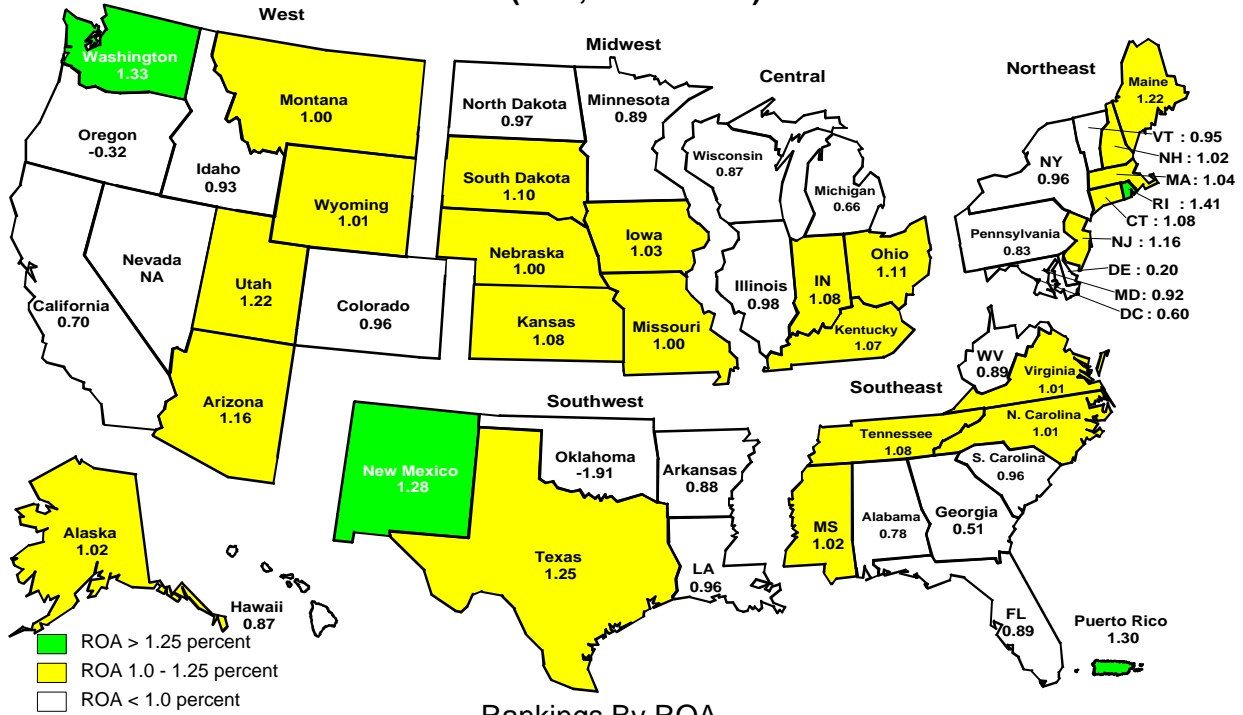 West
Midwest
Central
Northeast
Washington
1.33
Montana
1.00
North Dakota
0.97
Minnesota
0.89
Maine
1.22
Oregon
-0.32
Idaho
0.93
Wyoming
1.01
South Dakota
1.10
Wisconsin
0.87
Michigan
0.66
NY
0.96
VT : 0.95
NH : 1.02
MA : 1.04
RI : 1.41
CT : 1.08
NJ : 1.16
DE : 0.20
MD : 0.92
DC : 0.60
Pennsylvania
0.83
Nevada
NA
California
0.70
Utah
1.22
Colorado
0.96
Nebraska
1.00
Iowa
1.03
Illinois
0.98
IN
1.08
Ohio
1.11
Kansas
1.08
Missouri
1.00
Kentucky
1.07
WV
0.89
Virginia
1.01
Arizona
1.16
Southwest
Southeast
New Mexico
1.28
Oklahoma
-1.91
Arkansas
0.88
Tennessee
1.08
N. Carolina
1.01
S. Carolina
0.96
Alaska
1.02
Hawaii
0.87
Texas
1.25
LA
0.96
MS
1.02
Alabama
0.78
Georgia
0.51
FL
0.89
Puerto Rico
1.30
ROA > 1.25 percent
ROA 1.0 - 1.25 percent
ROA < 1.0 percent
Rankings By ROA